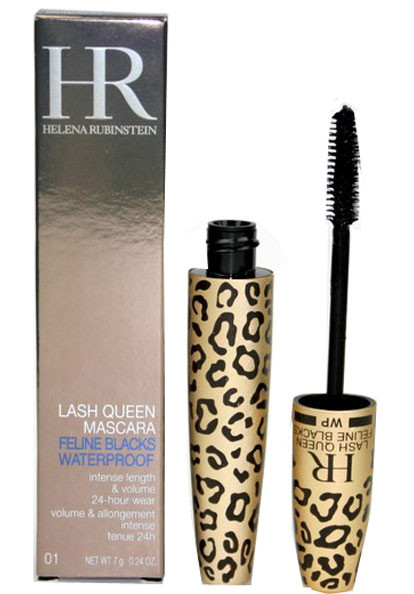 HR
HELENA RUBINSTEIN
LASH QUEEN
MASCARA
FELINE BLACKS
WATERPROOF
intense length
& volume
24-hour wear
volume & allongement
intense
tenue 24h
01 NET WT 7g 0.24 OZ.
HR
LASH QUEEN
FELINE BLACKS
WP